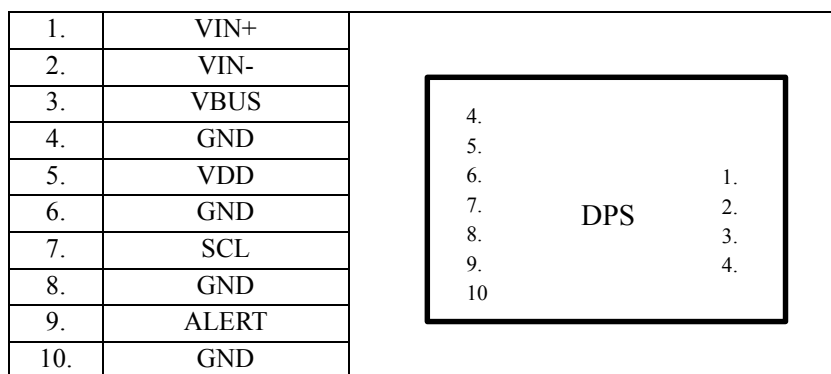 1. VIN+
2. VIN-
3. VBUS
4. GND
5. VDD
6. GND
7. SCL
8. GND
9. ALERT
10. GND
4.
5.
6. 1.
7. DPS 2.
8. 3.
9. 4.
10